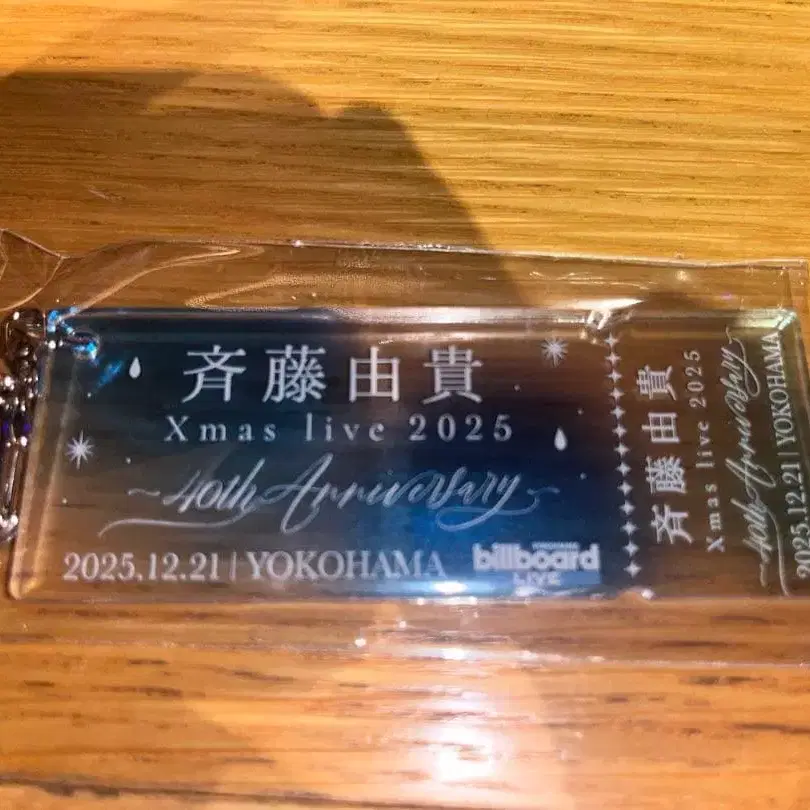 斉藤由貴
Xmas live 2025
~40th Anniversary~
2025.12.21 | YOKOHAMA
billboard
LIVE
斉藤由貴
Xmas live 2025
~40th Anniversary~
2025.12.21 | YOKOHAMA